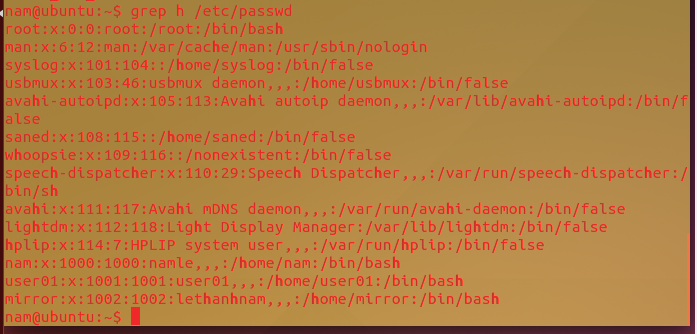 nam@ubuntu:~$ grep h /etc/passwd
root:x:0:0:root:/root:/bin/bash
man:x:6:12:man:/var/cache/man:/usr/sbin/nologin
syslog:x:101:104::/home/syslog:/bin/false
usbmux:x:103:46:usbmux daemon,,,:/home/usbmux:/bin/false
avahi-autoipd:x:105:113:Avahi autoip daemon,,,:/var/lib/avahi-autoipd:/bin/f
alse
saned:x:108:115::/home/saned:/bin/false
whoopsie:x:109:116::/nonexistent:/bin/false
speech-dispatcher:x:110:29:Speech Dispatcher,,,:/var/run/speech-dispatcher:/
bin/sh
avahi:x:111:117:Avahi mDNS daemon,,,:/var/run/avahi-daemon:/bin/false
lightdm:x:112:118:Light Display Manager:/var/lib/lightdm:/bin/false
hplip:x:114:7:HPLIP system user,,,:/var/run/hplip:/bin/false
nam:x:1000:1000:namle,,,:/home/nam:/bin/bash
user01:x:1001:1001:user01,,,:/home/user01:/bin/bash
mirror:x:1002:1002:lethanhnam,,,:/home/mirror:/bin/bash
nam@ubuntu:~$